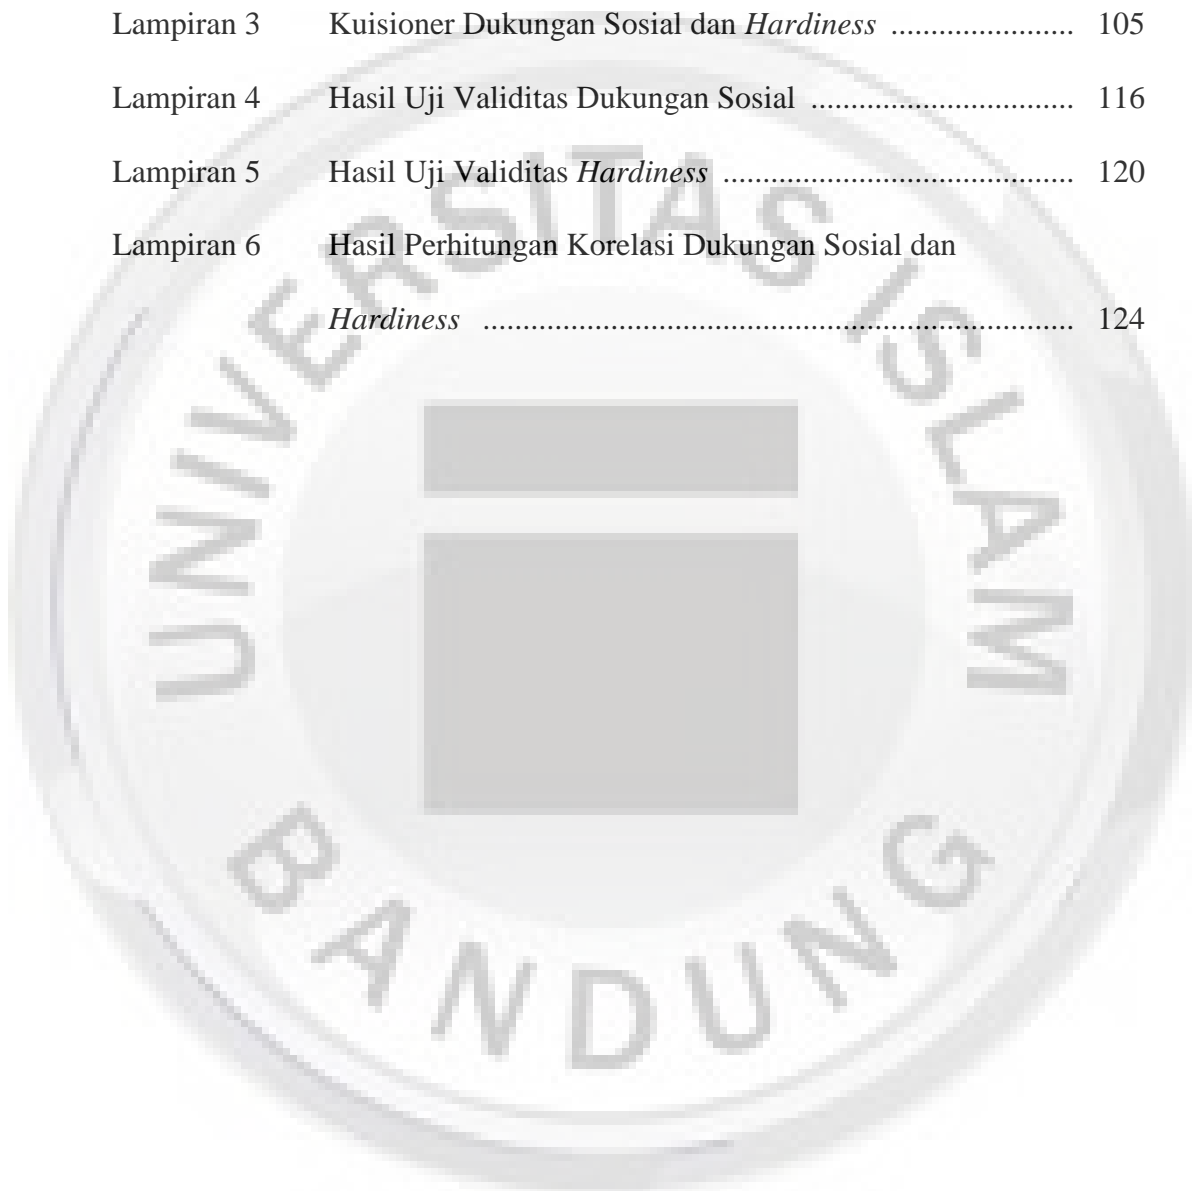 Lampiran 3 Kuisioner Dukungan Sosial dan Hardiness ....................... 105
Lampiran 4 Hasil Uji Validitas Dukungan Sosial ................................. 116
Lampiran 5 Hasil Uji Validitas Hardiness ............................................ 120
Lampiran 6 Hasil Perhitungan Korelasi Dukungan Sosial dan
Hardiness .......................................................................... 124
UNIVERSITAS ISLAM
BANDUNG